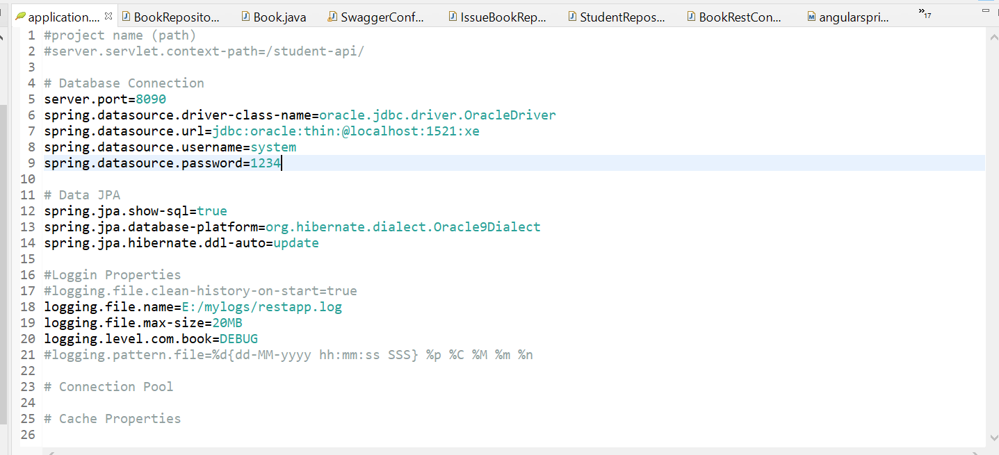 application.... BookReposito... Book.java SwaggerConf... IssueBookRep... StudentRepos... BookRestCon... angularspri... »17
1 #project name (path)
2 #server.servlet.context-path=/student-api/
3
4 # Database Connection
5 server.port=8090
6 spring.datasource.driver-class-name=oracle.jdbc.driver.OracleDriver
7 spring.datasource.url=jdbc:oracle:thin:@localhost:1521:xe
8 spring.datasource.username=system
9 spring.datasource.password=1234
10
11 # Data JPA
12 spring.jpa.show-sql=true
13 spring.jpa.database-platform=org.hibernate.dialect.Oracle9Dialect
14 spring.jpa.hibernate.ddl-auto=update
15
16 #Loggin Properties
17 #logging.file.clean-history-on-start=true
18 logging.file.name=E:/mylogs/restapp.log
19 logging.file.max-size=20MB
20 logging.level.com.book=DEBUG
21 #logging.pattern.file=%d{dd-MM-yyyy hh:mm:ss SSS} %p %C %M %m %n
22
23 # Connection Pool
24
25 # Cache Properties
26